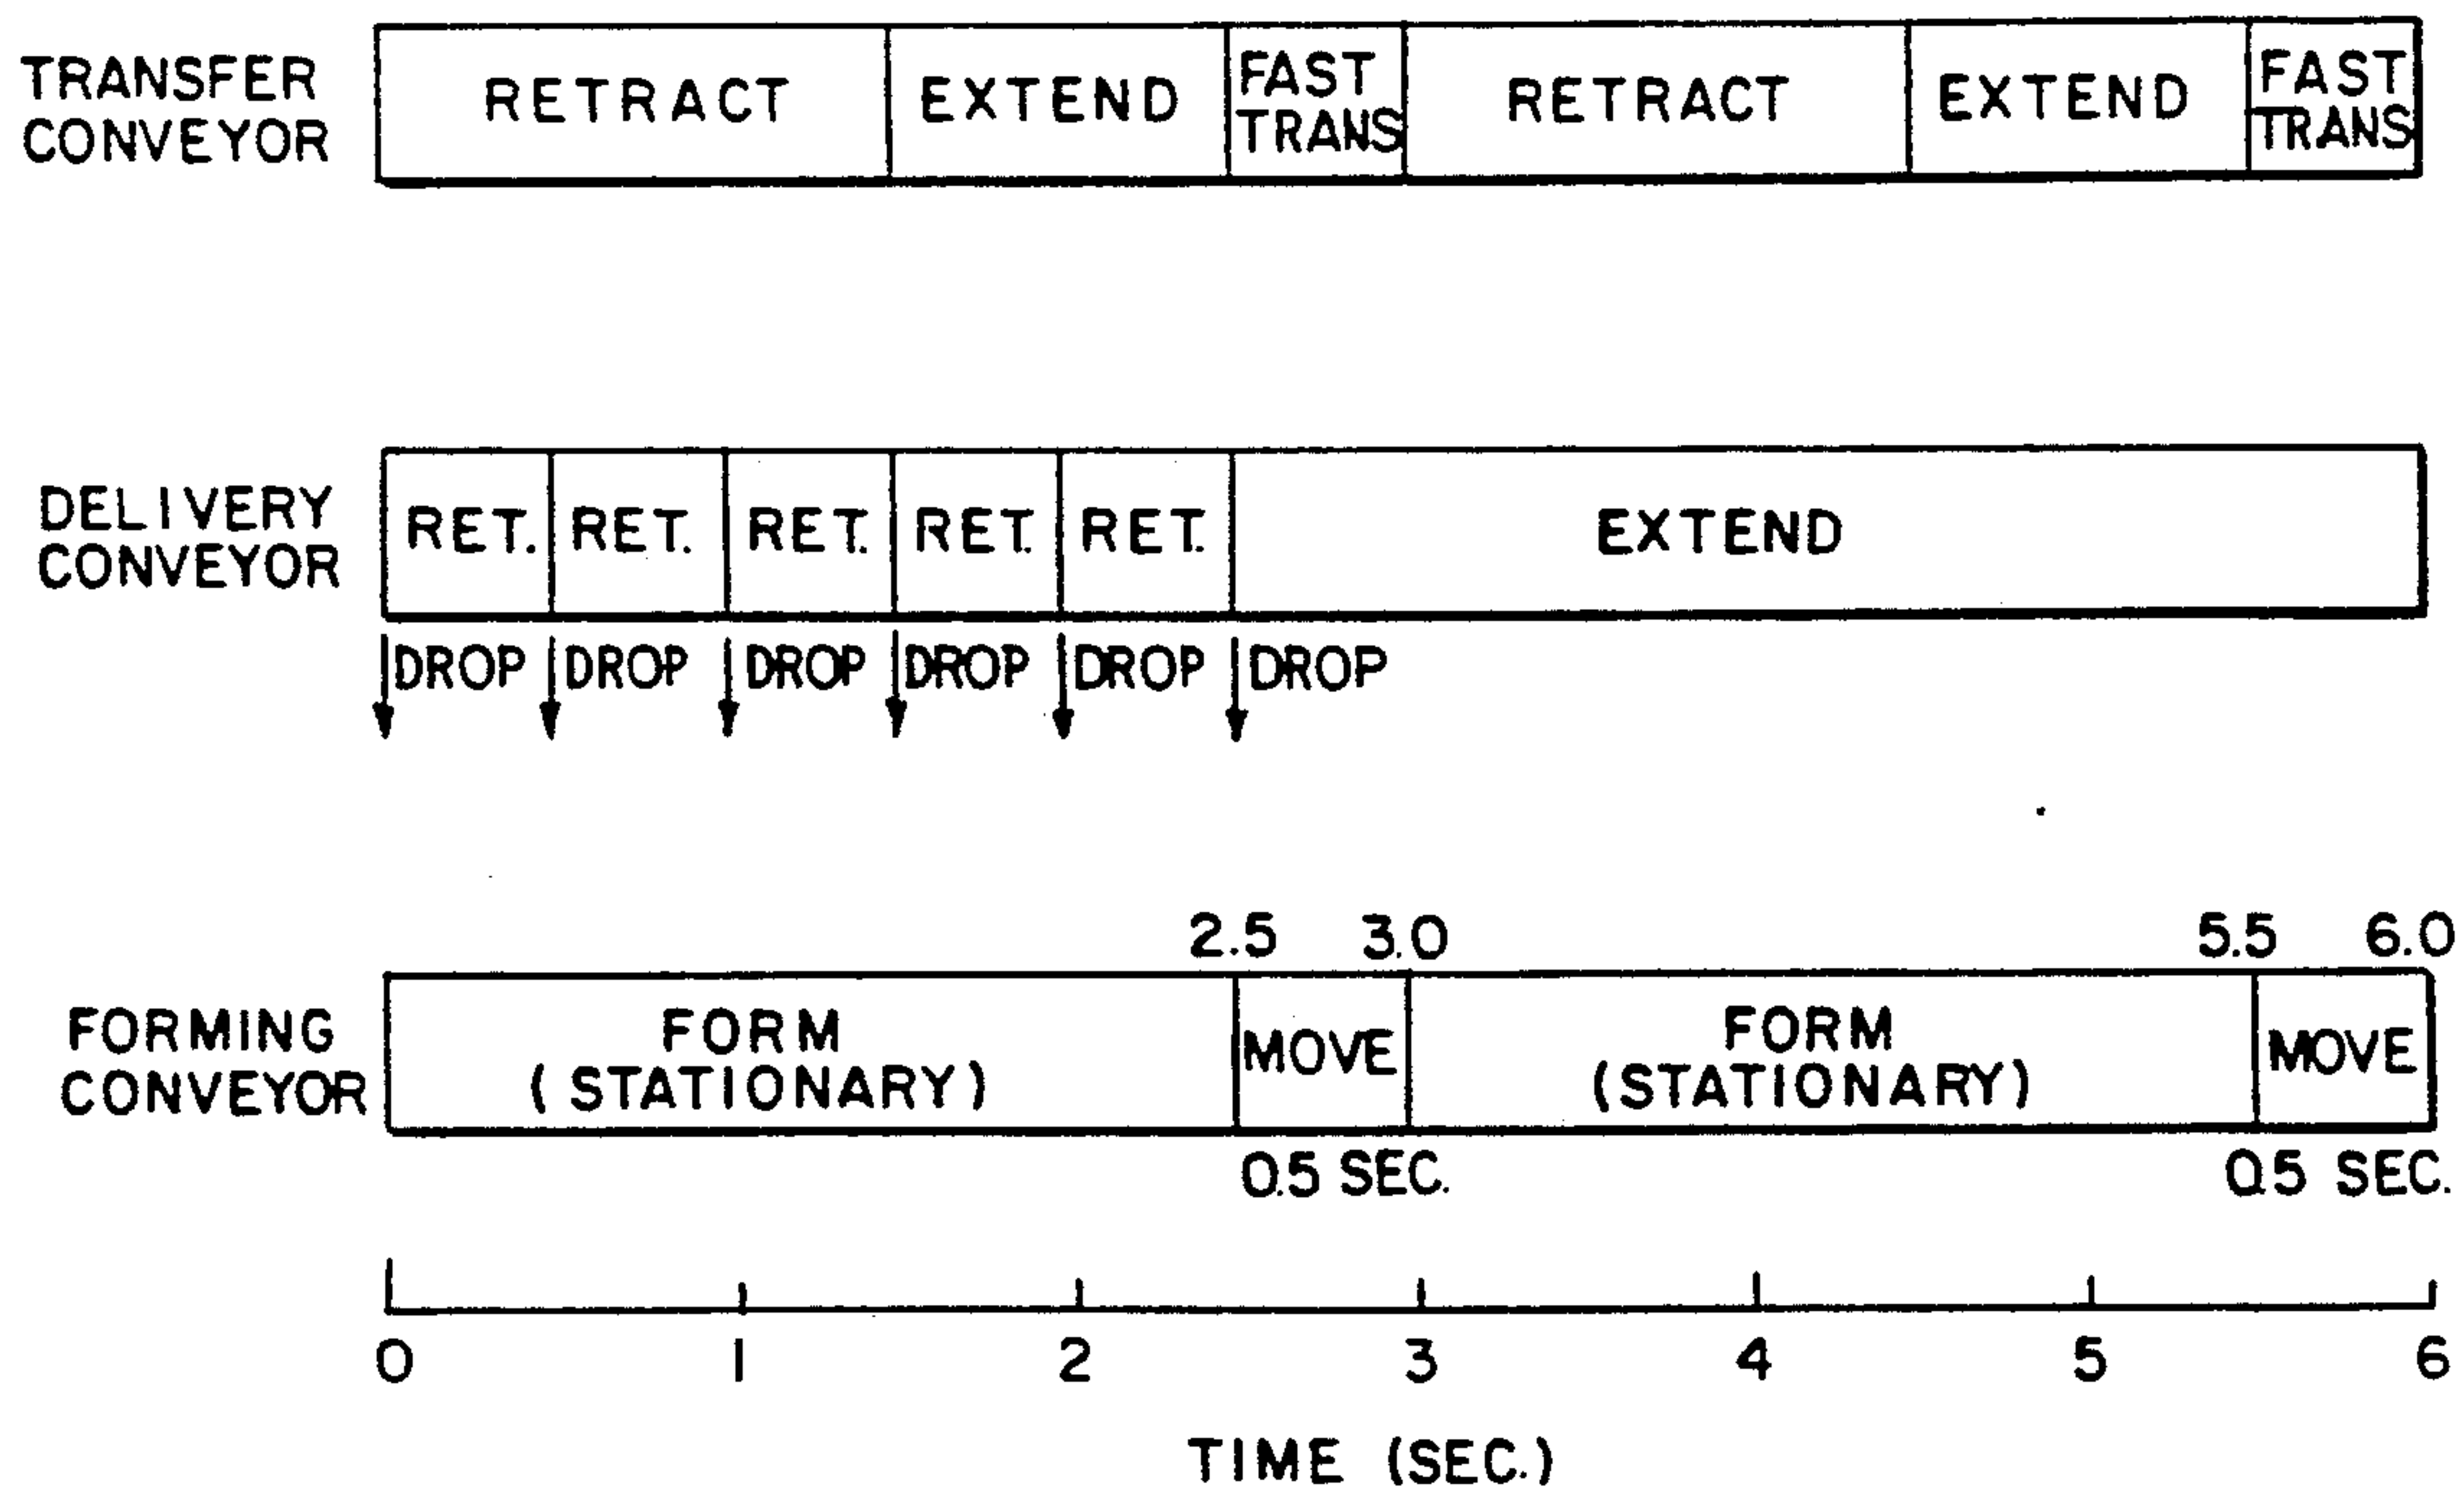 TRANSFER
CONVEYOR
RETRACT
EXTEND
FAST
TRANS
RETRACT
EXTEND
FAST
TRANS
DELIVERY
CONVEYOR
RET.
RET.
RET.
RET.
RET.
EXTEND
DROP
DROP
DROP
DROP
DROP
DROP
2.5
3.0
5.5
6.0
FORMING
CONVEYOR
FORM
(STATIONARY)
MOVE
FORM
(STATIONARY)
MOVE
0.5 SEC.
0.5 SEC.
0
1
2
3
4
5
6
TIME (SEC.)